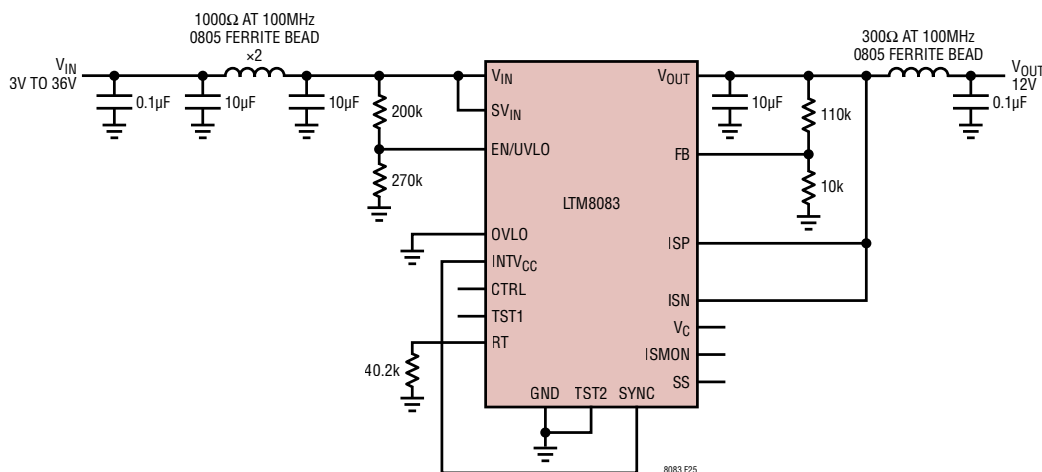 1000Ω AT 100MHz
0805 FERRITE BEAD
×2
300Ω AT 100MHz
0805 FERRITE BEAD
VIN
3V TO 36V
VOUT
12V
0.1µF
10µF
10µF
200k
270k
VIN
SVIN
EN/UVLO
OVLO
INTVCC
CTRL
TST1
RT
40.2k
LTM8083
VOUT
FB
ISP
ISN
VC
ISMON
SS
GND
TST2
SYNC
10µF
110k
10k
0.1µF
8083 F25